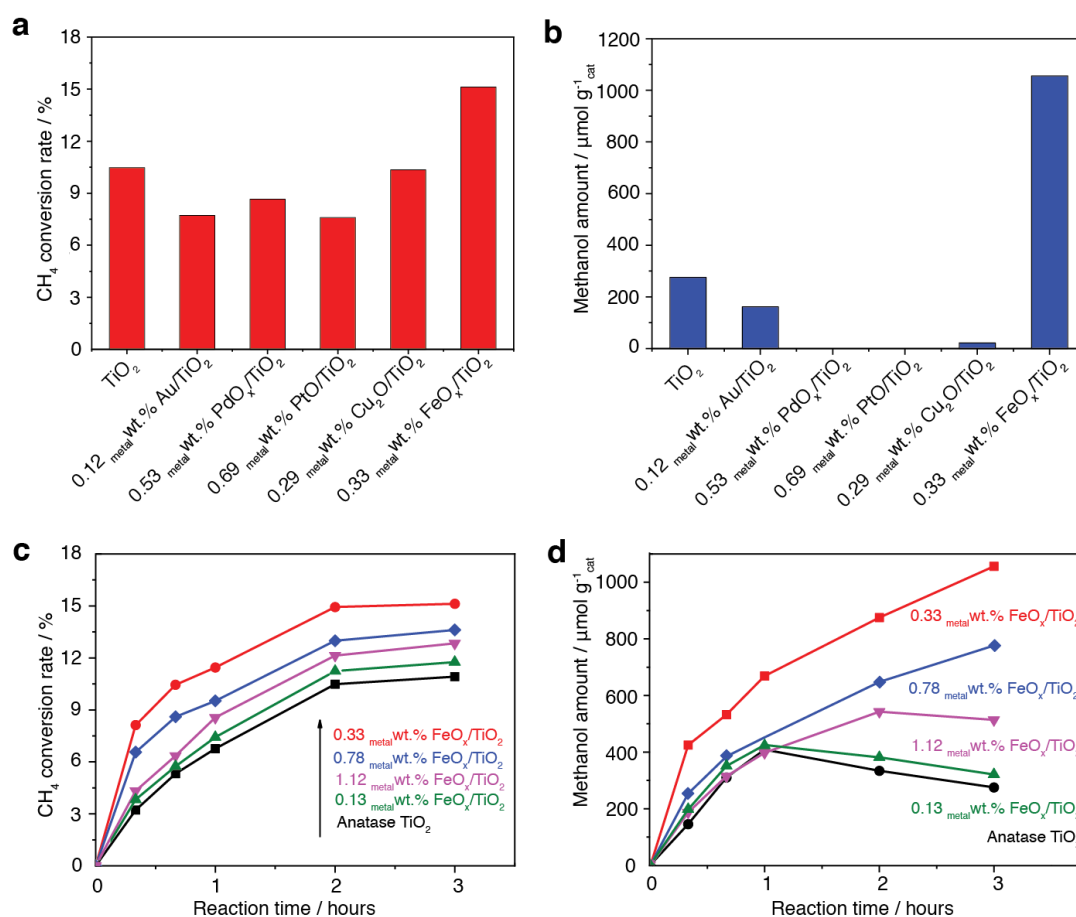 a
18
15
12
9
6
3
0
CH₄ conversion rate / %
TiO₂
0.12 metal wt.% Au/TiO₂
0.53 metal wt.% PdOₓ/TiO₂
0.69 metal wt.% PtO/TiO₂
0.29 metal wt.% Cu₂O/TiO₂
0.33 metal wt.% FeOₓ/TiO₂
b
1200
1000
800
600
400
200
0
Methanol amount / μmol g⁻¹cat
TiO₂
0.12 metal wt.% Au/TiO₂
0.53 metal wt.% PdOₓ/TiO₂
0.69 metal wt.% PtO/TiO₂
0.29 metal wt.% Cu₂O/TiO₂
0.33 metal wt.% FeOₓ/TiO₂
c
18
15
12
9
6
3
0
CH₄ conversion rate / %
0.33 metal wt.% FeOₓ/TiO₂
0.78 metal wt.% FeOₓ/TiO₂
1.12 metal wt.% FeOₓ/TiO₂
0.13 metal wt.% FeOₓ/TiO₂
Anatase TiO₂
0 1 2 3
Reaction time / hours
d
1000
800
600
400
200
0
Methanol amount / μmol g⁻¹cat
0.33 metal wt.% FeOₓ/TiO₂
0.78 metal wt.% FeOₓ/TiO₂
1.12 metal wt.% FeOₓ/TiO₂
0.13 metal wt.% FeOₓ/TiO₂
Anatase TiO₂
0 1 2 3
Reaction time / hours